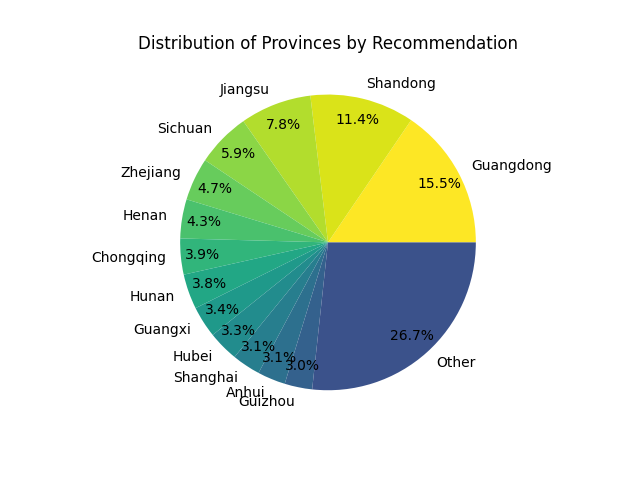 Distribution of Provinces by Recommendation
Guangdong
15.5%
Shandong
11.4%
Jiangsu
7.8%
Sichuan
5.9%
Zhejiang
4.7%
Henan
4.3%
Chongqing
3.9%
Hunan
3.8%
Guangxi
3.4%
Hubei
3.3%
Shanghai
3.1%
Anhui
3.1%
Guizhou
3.0%
Other
26.7%